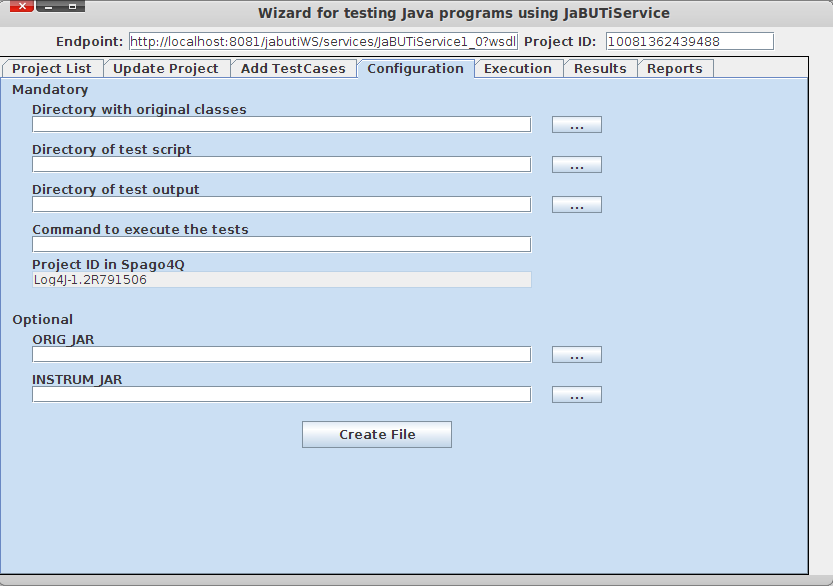 Wizard for testing Java programs using JaBUTiService
Endpoint: http://localhost:8081/jabutiWS/services/JaBUTiService1_0?wsdl Project ID: 10081362439488
Project List Update Project Add TestCases Configuration Execution Results Reports
Mandatory
Directory with original classes
...
Directory of test script
...
Directory of test output
...
Command to execute the tests
Project ID in Spago4Q
Log4J-1.2R791506
Optional
ORIG_JAR
...
INSTRUM_JAR
...
Create File